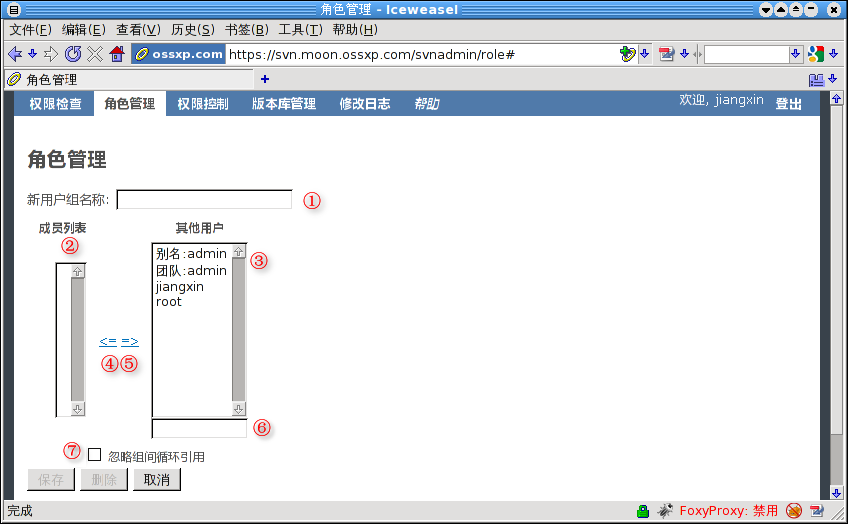 角色管理 - Iceweasel
文件(F) 编辑(E) 查看(V) 历史(S) 书签(B) 工具(T) 帮助(H)
ossxp.com https://svn.moon.ossxp.com/svnadmin/role#
角色管理
权限检查 角色管理 权限控制 版本库管理 修改日志 帮助 欢迎, jiangxin 登出
角色管理
新用户组名称: ①
成员列表 其他用户
②
别名:admin ③
团队:admin
jiangxin
root
<= =>
④ ⑤
⑥
⑦ 忽略组间循环引用
保存 删除 取消
完成 FoxyProxy: 禁用